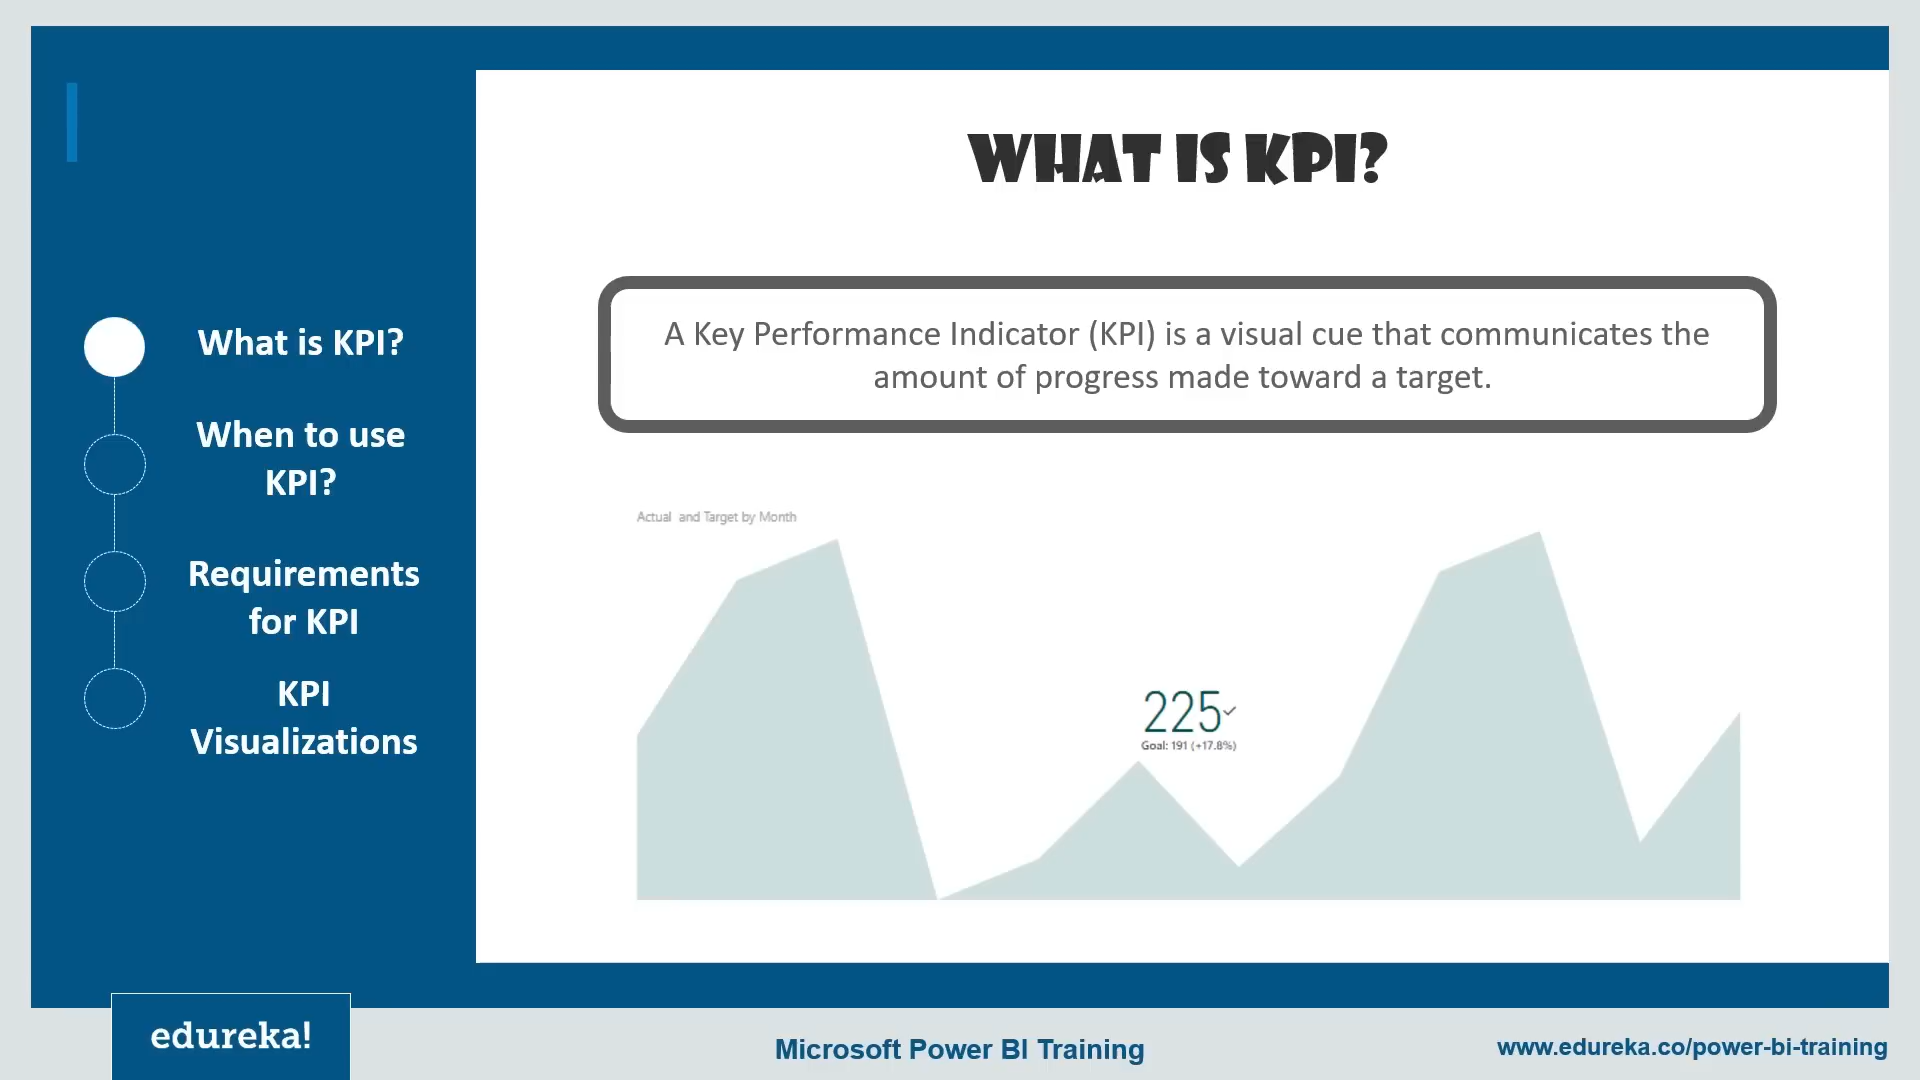 WHAT IS KPI?
What is KPI?
When to use
KPI?
Requirements
for KPI
KPI
Visualizations
A Key Performance Indicator (KPI) is a visual cue that communicates the
amount of progress made toward a target.
Actual and Target by Month
225✓
Goal: 191 (+17.8%)
edureka!
Microsoft Power BI Training
www.edureka.co/power-bi-training